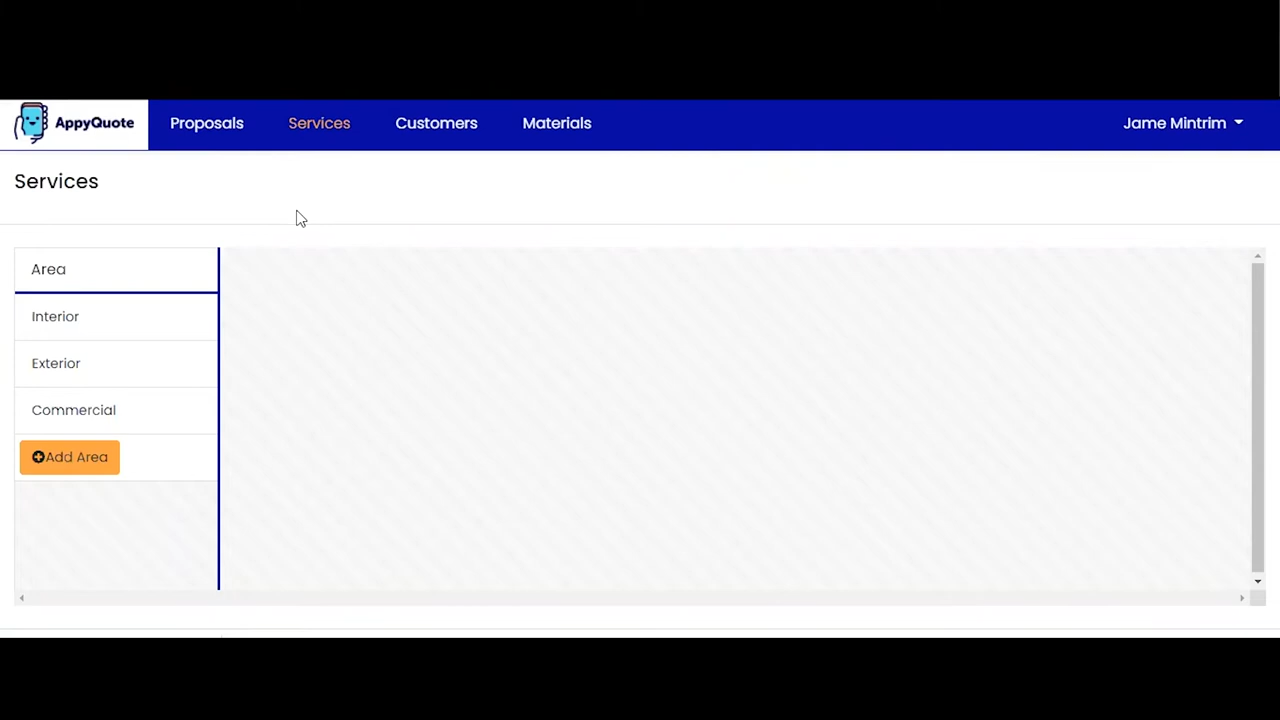 AppyQuote Proposals Services Customers Materials Jame Mintrim
Services
Area
Interior
Exterior
Commercial
Add Area